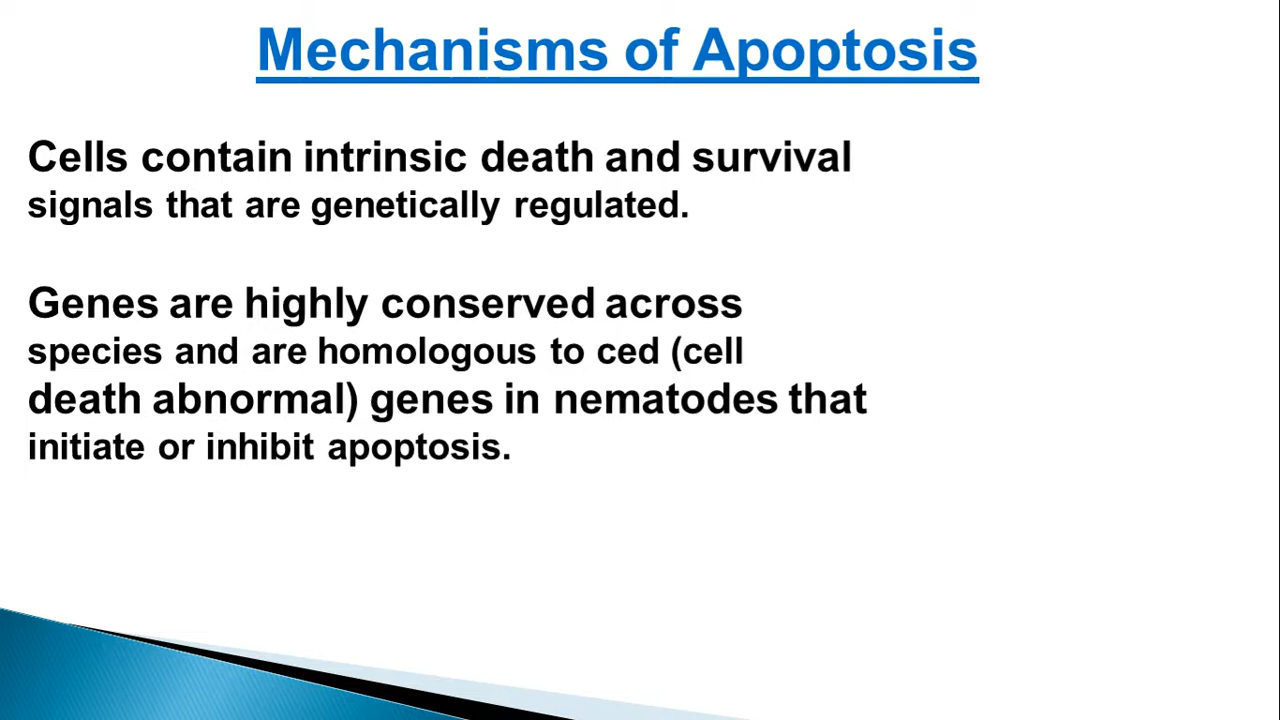 Mechanisms of Apoptosis
Cells contain intrinsic death and survival
signals that are genetically regulated.
Genes are highly conserved across
species and are homologous to ced (cell
death abnormal) genes in nematodes that
initiate or inhibit apoptosis.